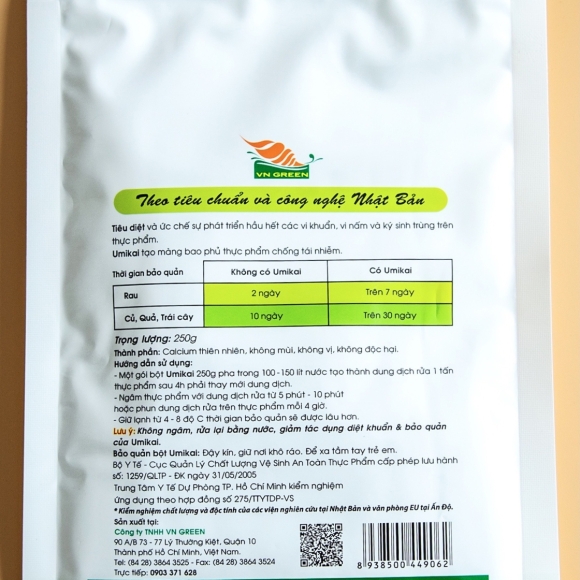 VN GREEN
Theo tiêu chuẩn và công nghệ Nhật Bản
Tiêu diệt và ức chế sự phát triển hầu hết các vi khuẩn, vi nấm và ký sinh trùng trên
thực phẩm.
Umikai tạo màng bao phủ thực phẩm chống tái nhiễm.
Thời gian bảo quản Không có Umikai Có Umikai
Rau 2 ngày Trên 7 ngày
Củ, Quả, Trái cây 10 ngày Trên 30 ngày
Trọng lượng: 250g
Thành phần: Calcium thiên nhiên, không mùi, không vị, không độc hại.
Hướng dẫn sử dụng:
- Một gói bột Umikai 250g pha trong 100 - 150 lít nước tạo thành dung dịch rửa 1 tấn
thực phẩm sau 4h phải thay mới dung dịch.
- Ngâm thực phẩm với dung dịch rửa từ 5 phút - 10 phút
hoặc phun dung dịch rửa trên thực phẩm mỗi 4 giờ.
- Giữ lạnh từ 4 - 8 độ C thời gian bảo quản sẽ được lâu hơn.
Lưu ý: Không ngâm, rửa lại bằng nước, giảm tác dụng diệt khuẩn & bảo quản
của Umikai.
Bảo quản bột Umikai: Đậy kín, giữ nơi khô ráo. Để xa tầm tay trẻ em.
Bộ Y Tế - Cục Quản Lý Chất Lượng Vệ Sinh An Toàn Thực Phẩm cấp phép lưu hành
số: 1259/QLTP - ĐK ngày 31/05/2005
Trung Tâm Y Tế Dự Phòng TP. Hồ Chí Minh kiểm nghiệm
ứng dụng theo hợp đồng số 275/TTYTDP-VS
* Kiểm nghiệm chất lượng và độc tính của các viện nghiên cứu tại Nhật Bản và văn phòng EU tại Ấn Độ.
Sản xuất tại:
Công ty TNHH VN GREEN
90 A/B 73 - 77 Lý Thường Kiệt, Quận 10
Thành phố Hồ Chí Minh, Việt Nam.
Tel: (84 28) 3864 3525 - Fax: (84 28) 3864 3524
Trực tiếp: 0903 371 628
8 938500 449062